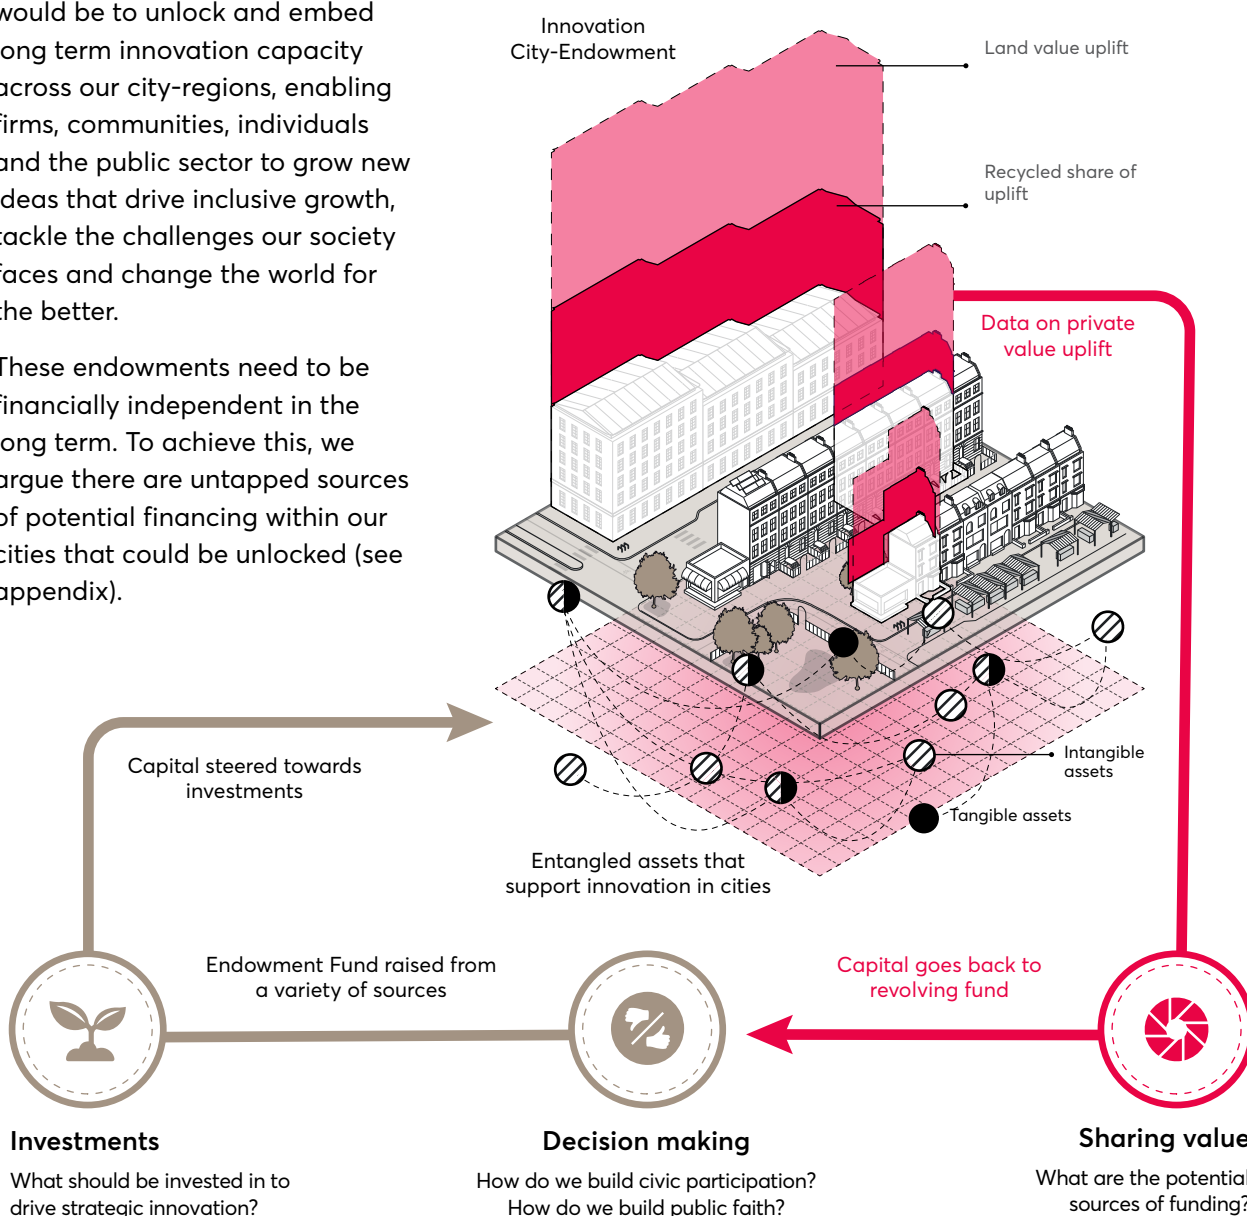 would be to unlock and embed
ong term innovation capacity
across our city-regions, enabling
firms, communities, individuals
and the public sector to grow new
deas that drive inclusive growth,
tackle the challenges our society
faces and change the world for
the better.
These endowments need to be
financially independent in the
ong term. To achieve this, we
argue there are untapped sources
of potential financing within our
cities that could be unlocked (see
appendix).
Innovation
City-Endowment
Land value uplift
Recycled share of
uplift
Data on private
value uplift
Capital steered towards
investments
Intangible
assets
Tangible assets
Entangled assets that
support innovation in cities
Endowment Fund raised from
a variety of sources
Capital goes back to
revolving fund
Investments
What should be invested in to
drive strategic innovation?
Decision making
How do we build civic participation?
How do we build public faith?
Sharing value
What are the potential
sources of funding?